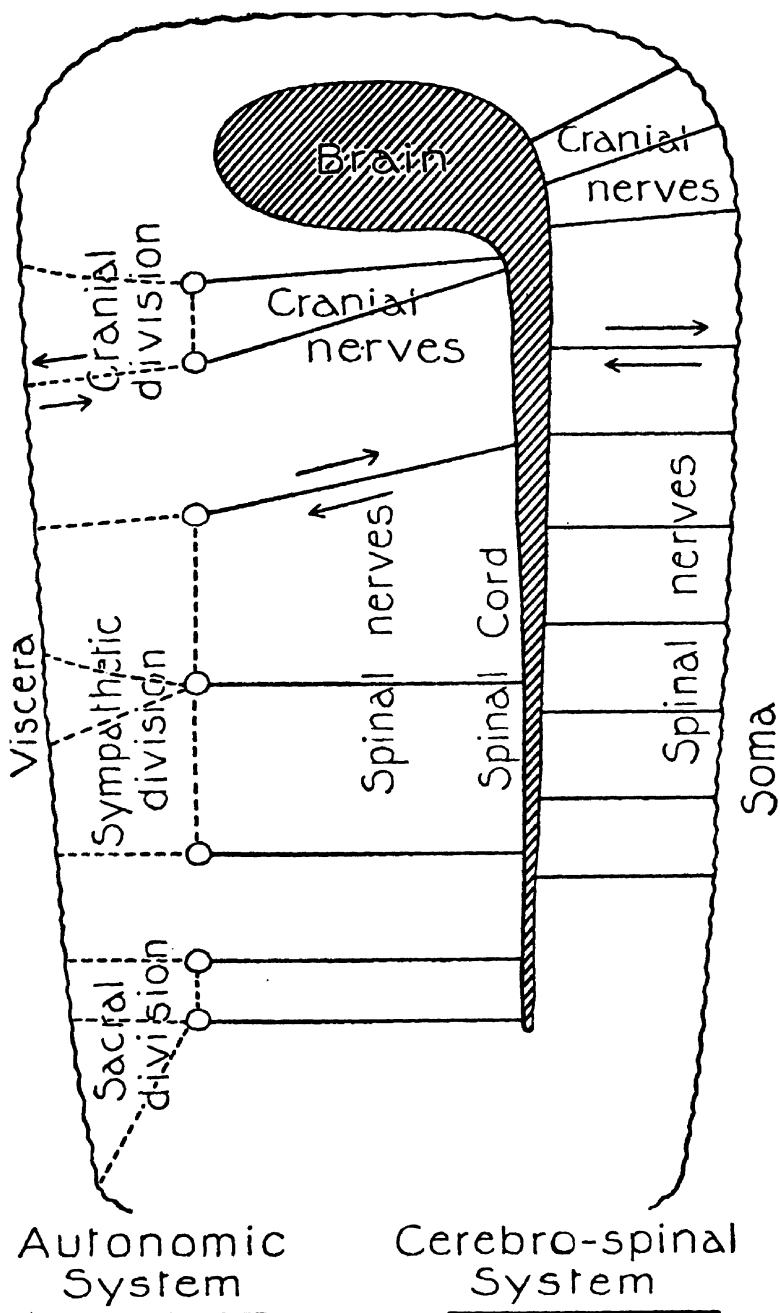 Brain
Cranial
nerves
Cranial
division
Cranial
nerves
Viscera
Sympathetic
division
Spinal nerves
Spinal Cord
Spinal nerves
Soma
Sacral
division
Autonomic
System
Cerebro-spinal
System